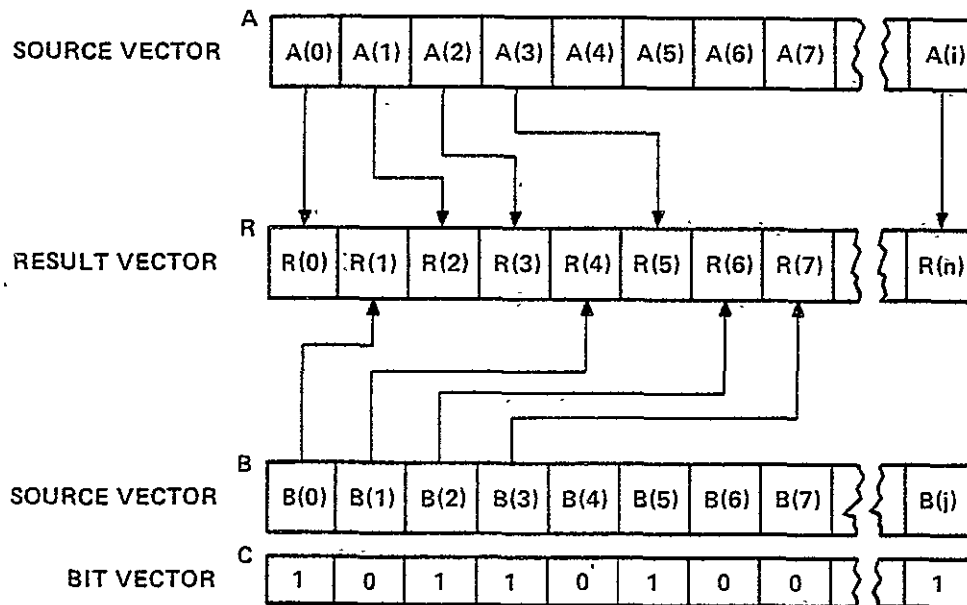 A
SOURCE VECTOR A(0) A(1) A(2) A(3) A(4) A(5) A(6) A(7) A(i)
R
RESULT VECTOR R(0) R(1) R(2) R(3) R(4) R(5) R(6) R(7) R(n)
B
SOURCE VECTOR B(0) B(1) B(2) B(3) B(4) B(5) B(6) B(7) B(j)
C
BIT VECTOR 1 0 1 1 0 1 0 0 1